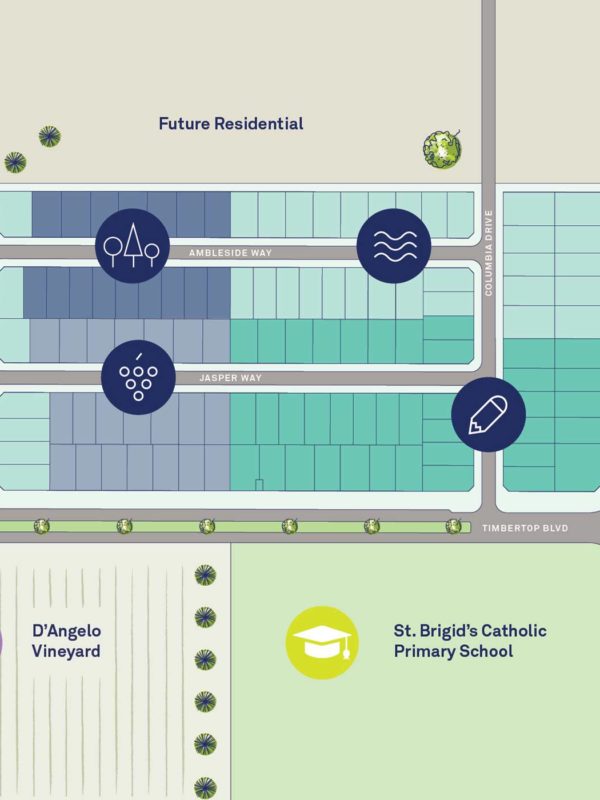 Future Residential
AMBLESIDE WAY
COLUMBIA DRIVE
JASPER WAY
TIMBERTOP BLVD
D’Angelo
Vineyard
St. Brigid’s Catholic
Primary School